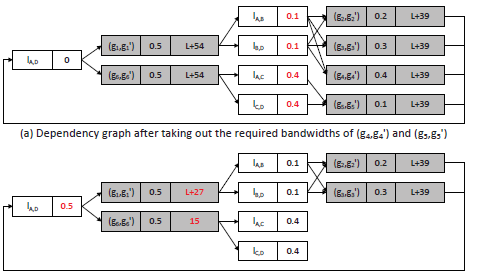 l_A,B 0.1 (g₂,g₂') 0.2 L+39
(g₁,g₁') 0.5 L+54 l_B,D 0.1 (g₃,g₃') 0.3 L+39
l_A,D 0
(g₆,g₆') 0.5 L+54 l_A,C 0.4 (g₄,g₄') 0.4 L+39
l_C,D 0.4 (g₅,g₅') 0.1 L+39
(a) Dependency graph after taking out the required bandwidths of (g₄,g₄') and (g₅,g₅')
l_A,B 0.1 (g₂,g₂') 0.2 L+39
(g₁,g₁') 0.5 L+27 l_B,D 0.1 (g₃,g₃') 0.3 L+39
l_A,D 0.5
(g₆,g₆') 0.5 15 l_A,C 0.4
l_C,D 0.4